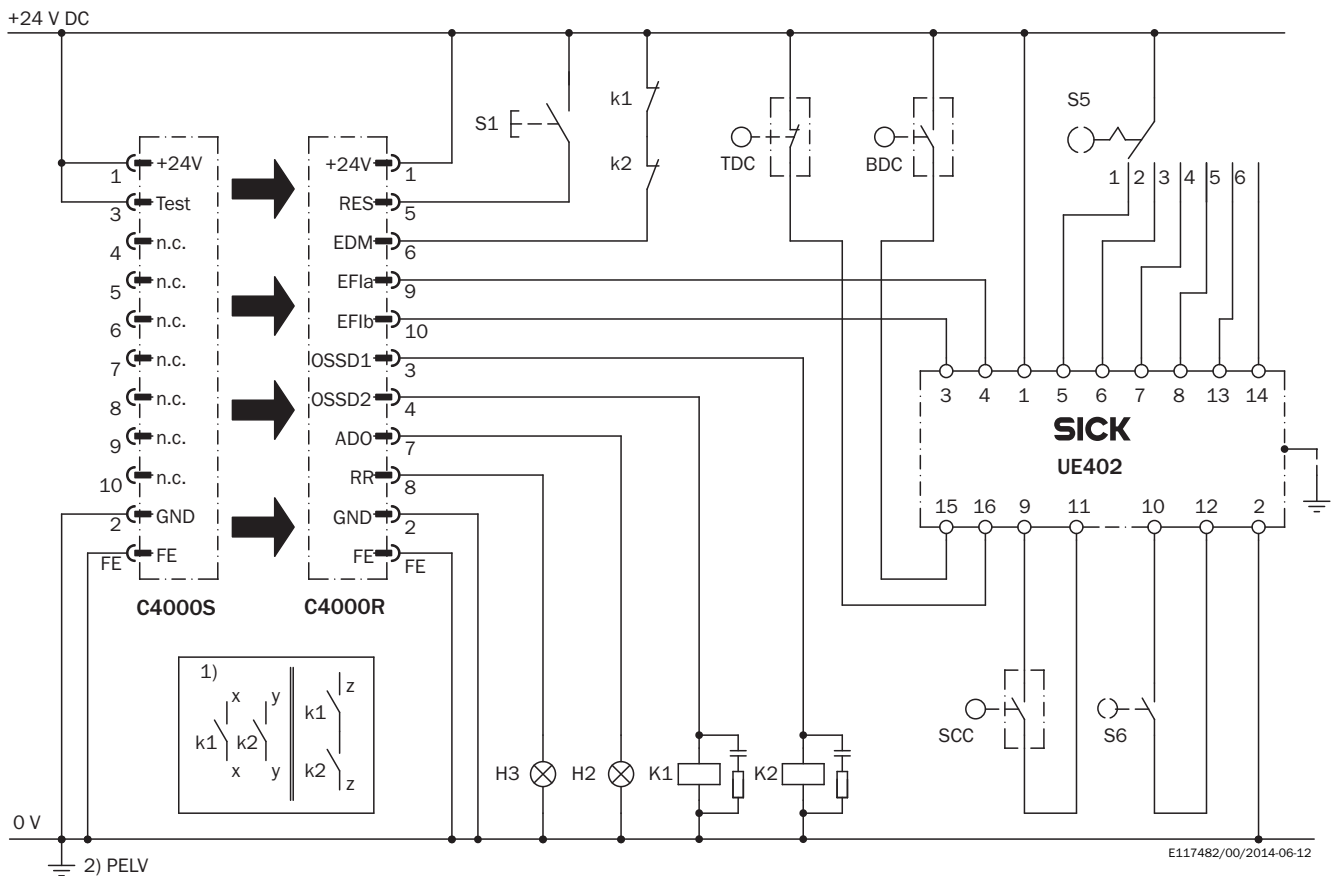 +24 V DC
S1
k1
k2
TDC
BDC
S5
1 2 3 4 5 6
+24V
1
Test
3
n.c.
4
n.c.
5
n.c.
6
n.c.
7
n.c.
8
n.c.
9
n.c.
10
GND
2
FE
FE
C4000S
+24V
1
RES
5
EDM
6
EFIa
9
EFIb
10
OSSD1
3
OSSD2
4
ADO
7
RR
8
GND
2
FE
FE
C4000R
3 4 1 5 6 7 8 13 14
SICK
UE402
15 16 9 11 10 12 2
1)
x y z
k1 k2 k1
k2
x y z
SCC
S6
H3 H2 K1 K2
0 V
2) PELV
E117482/00/2014-06-12